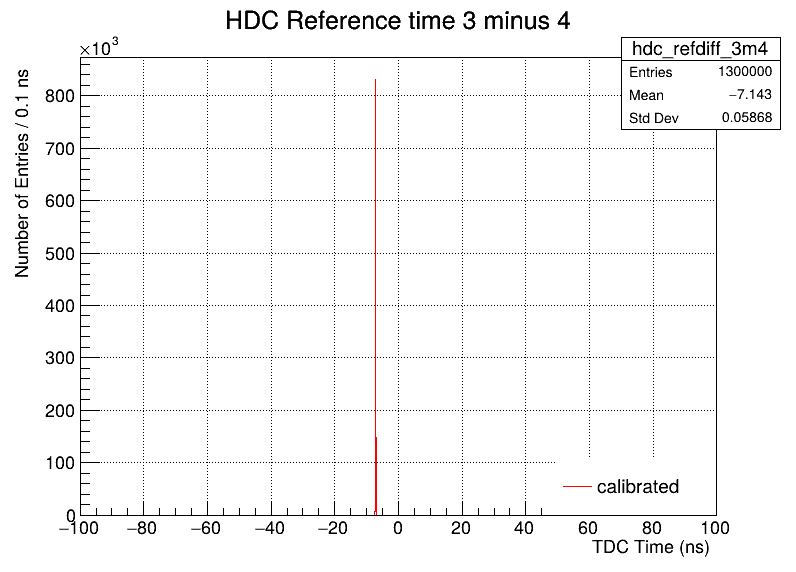 HDC Reference time 3 minus 4
×10³
hdc_refdiff_3m4
Entries 1300000
Mean −7.143
Std Dev 0.05868
Number of Entries / 0.1 ns
800
700
600
500
400
300
200
100
0
calibrated
−100 −80 −60 −40 −20 0 20 40 60 80 100
TDC Time (ns)